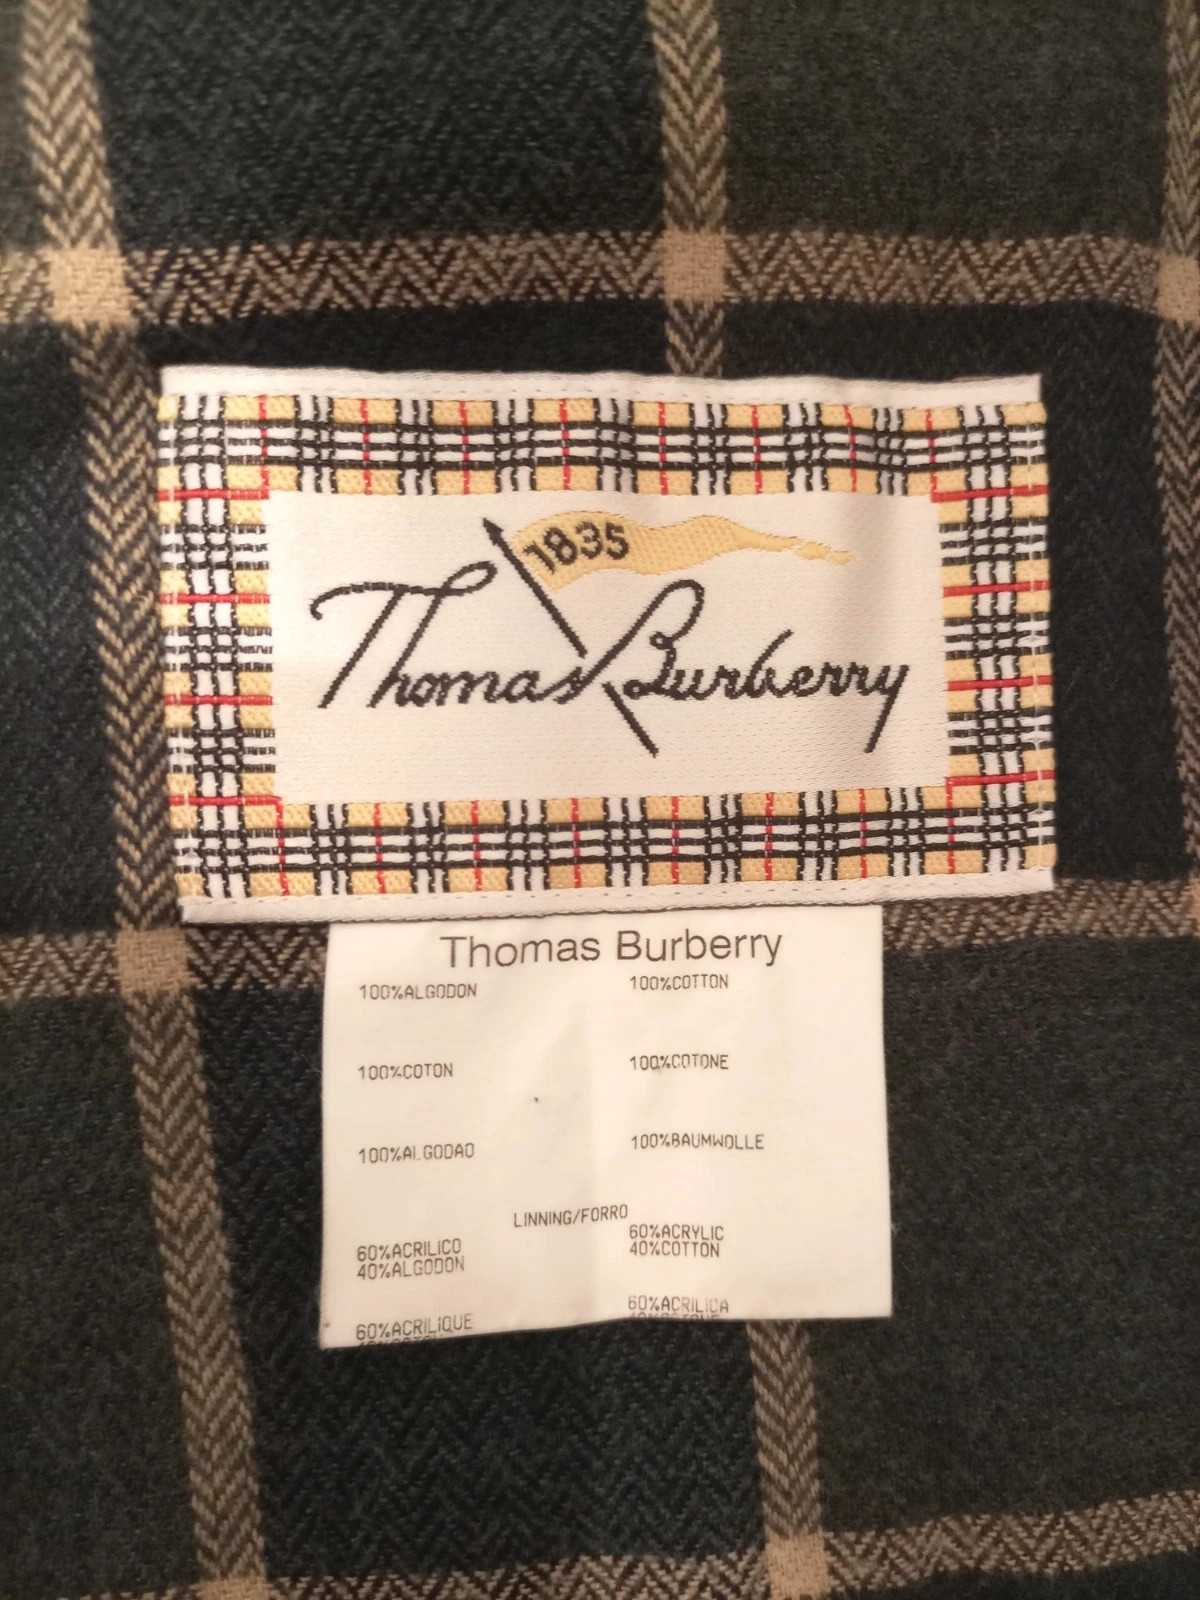 1835
Thomas Burberry
Thomas Burberry
100%ALGODON 100%COTTON
100%COTON 100%COTONE
100%ALGODAO 100%BAUMWOLLE
LINNING/FORRO
60%ACRILICO 60%ACRYLIC
40%ALGODON 40%COTTON
60%ACRILIQUE 60%ACRILICA